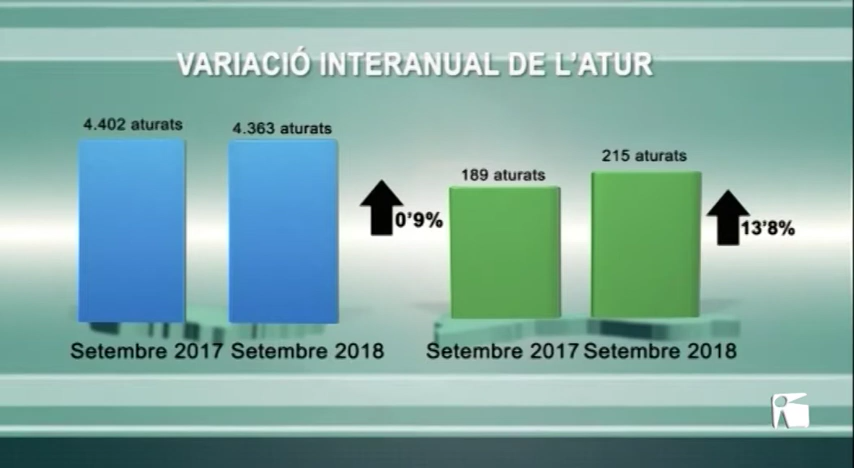 VARIACIÓ INTERANUAL DE L'ATUR
4.402 aturats
4.363 aturats
0'9%
189 aturats
215 aturats
13'8%
Setembre 2017
Setembre 2018
Setembre 2017
Setembre 2018